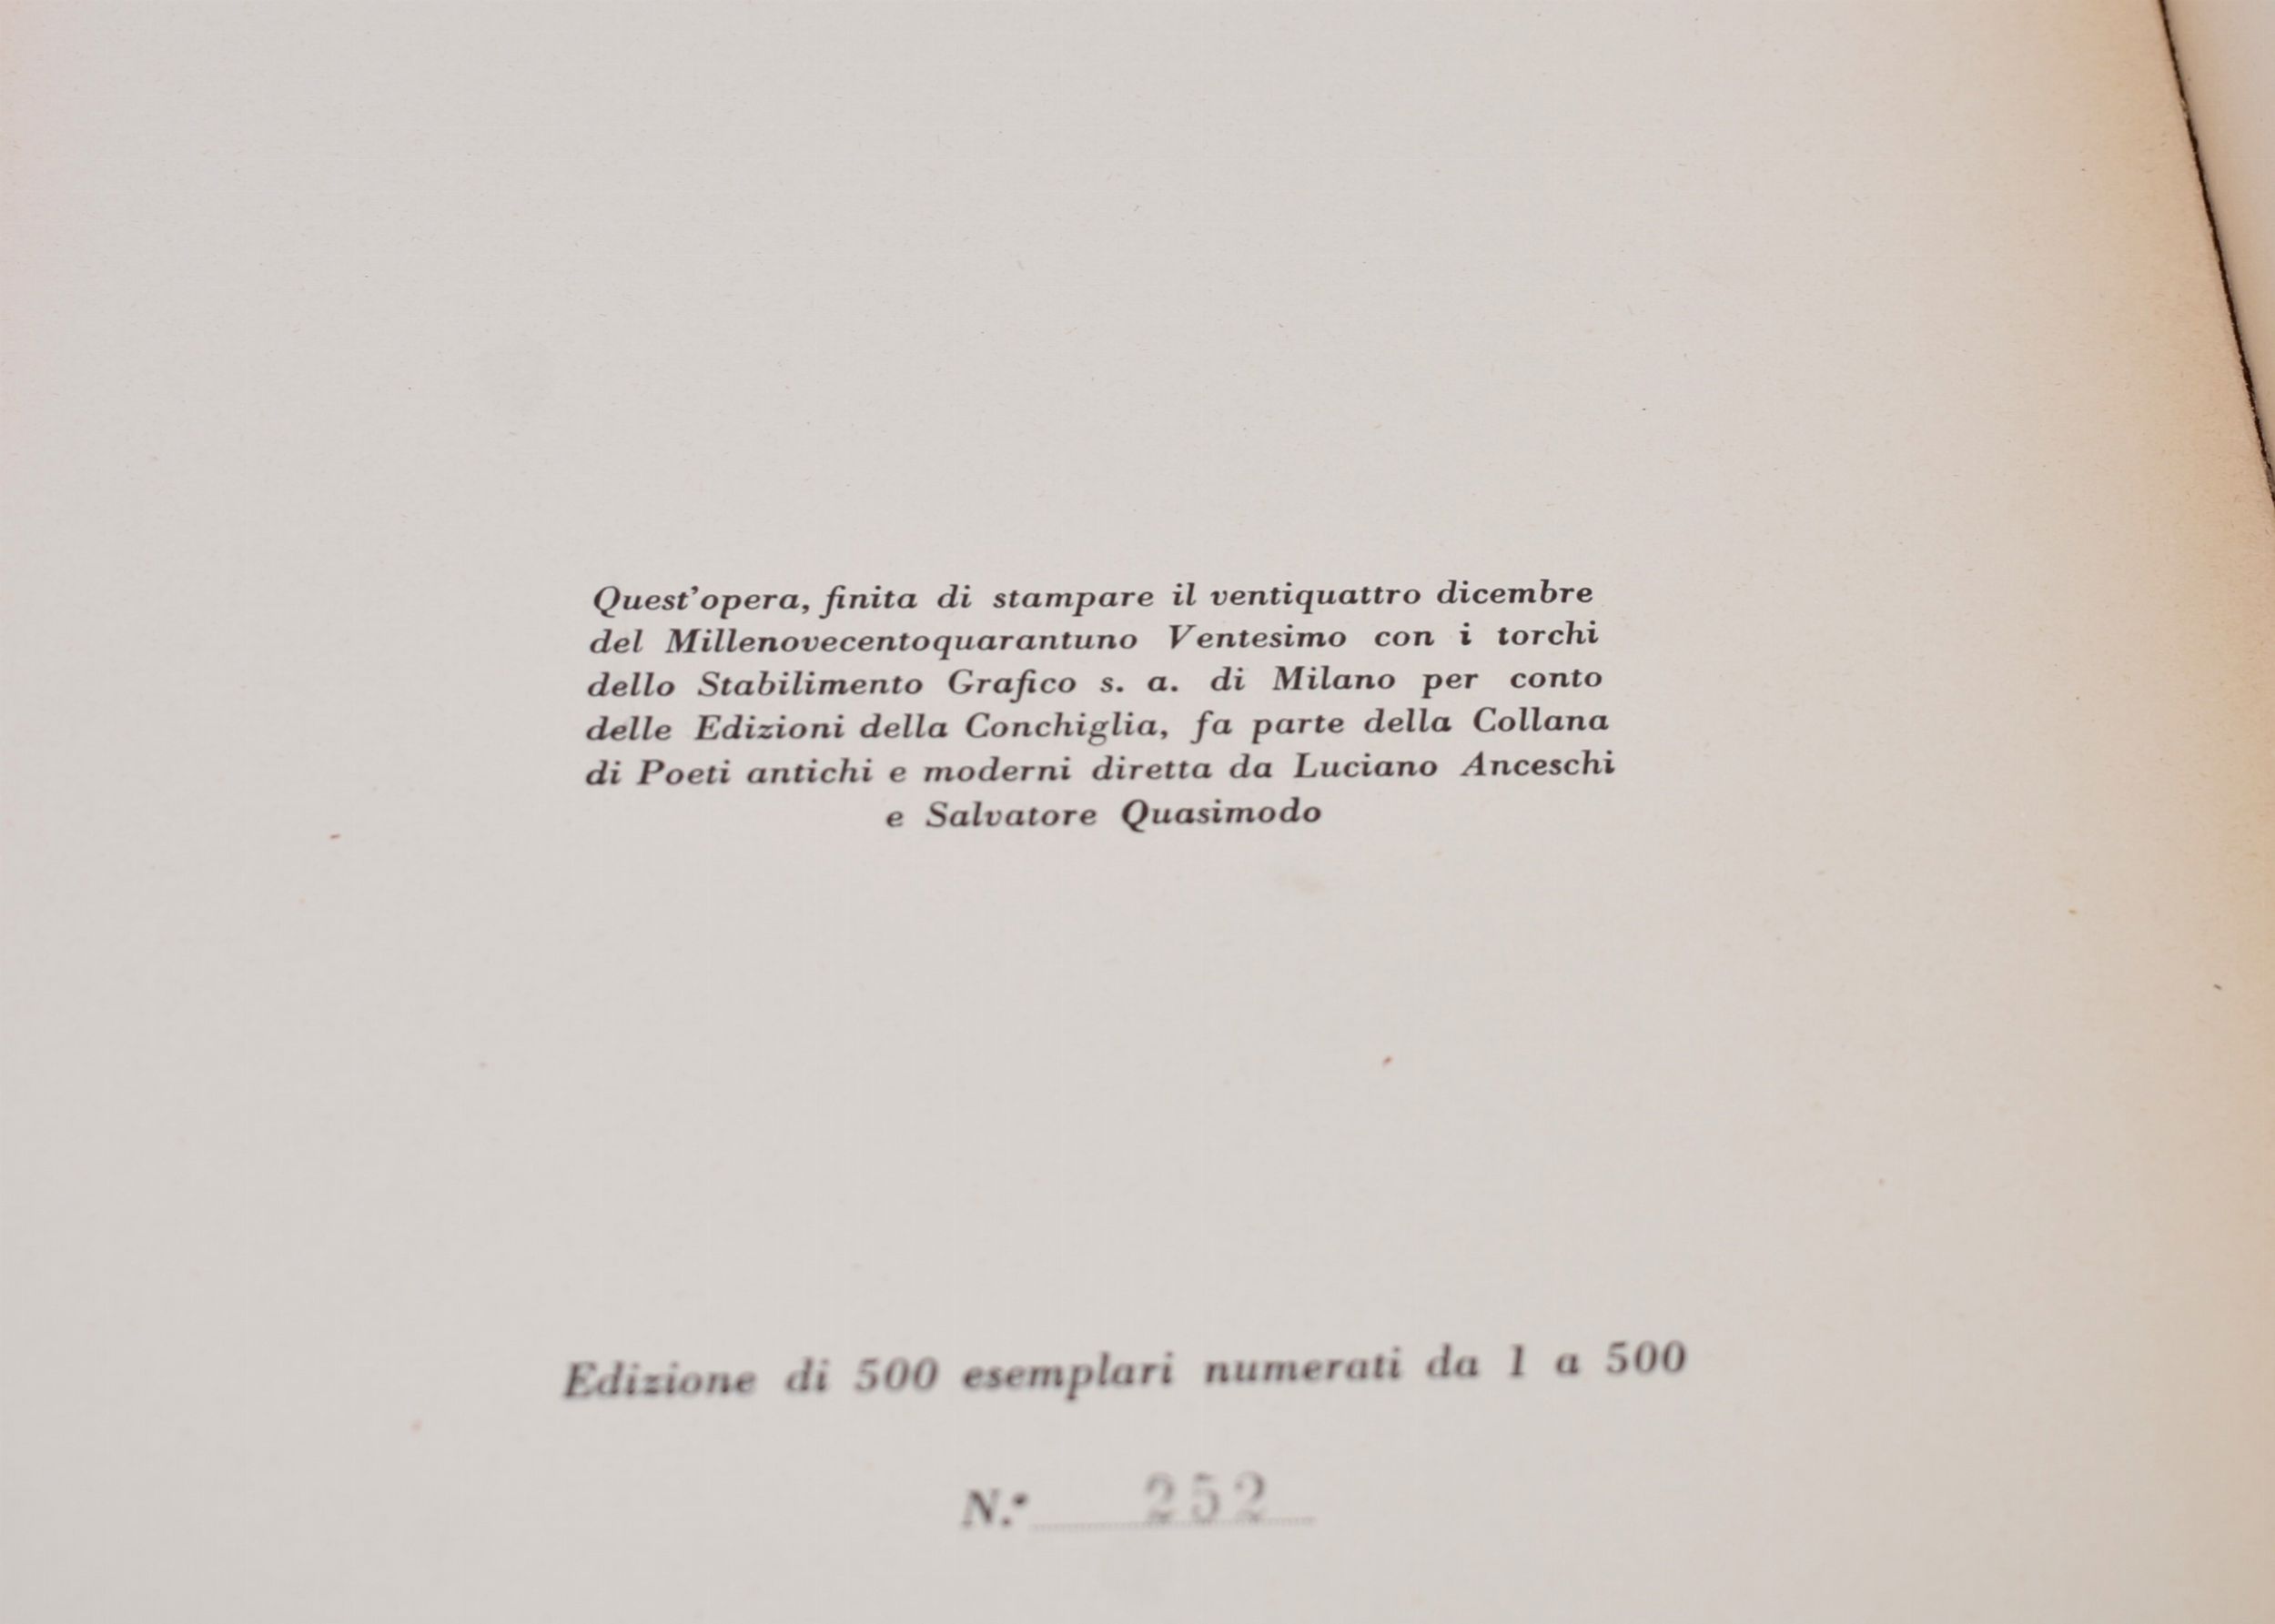 Quest'opera, finita di stampare il ventiquattro dicembre
del Millenovecentoquarantuno Ventesimo con i torchi
dello Stabilimento Grafico s. a. di Milano per conto
delle Edizioni della Conchiglia, fa parte della Collana
di Poeti antichi e moderni diretta da Luciano Anceschi
e Salvatore Quasimodo
Edizione di 500 esemplari numerati da 1 a 500
N.° 252